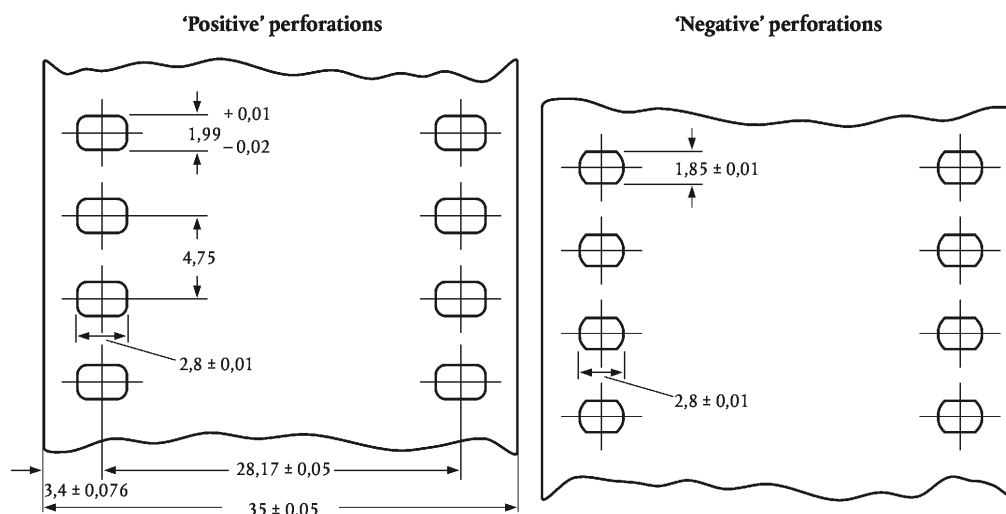 ‘Positive’ perforations
‘Negative’ perforations
+ 0,01
1,99
– 0,02
4,75
2,8 ± 0,01
28,17 ± 0,05
3,4 ± 0,076
35 ± 0,05
1,85 ± 0,01
2,8 ± 0,01